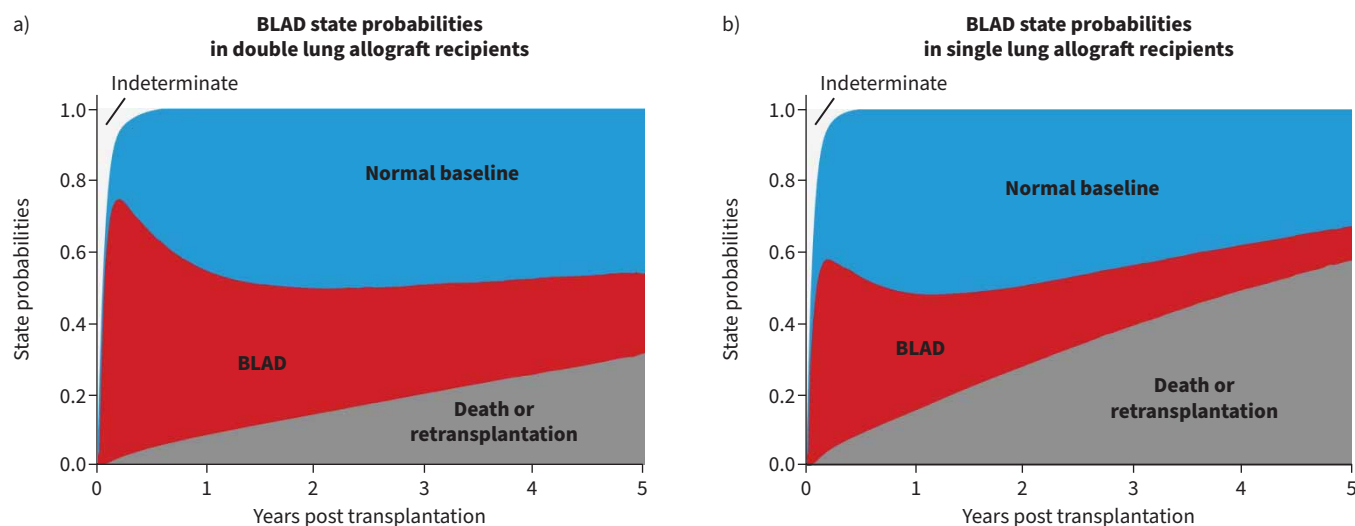 a)
BLAD state probabilities
in double lung allograft recipients
Indeterminate
1.0
0.8
0.6
0.4
0.2
0.0
State probabilities
Normal baseline
BLAD
Death or
retransplantation
0 1 2 3 4 5
Years post transplantation
b)
BLAD state probabilities
in single lung allograft recipients
Indeterminate
1.0
0.8
0.6
0.4
0.2
0.0
State probabilities
Normal baseline
BLAD
Death or
retransplantation
0 1 2 3 4 5
Years post transplantation